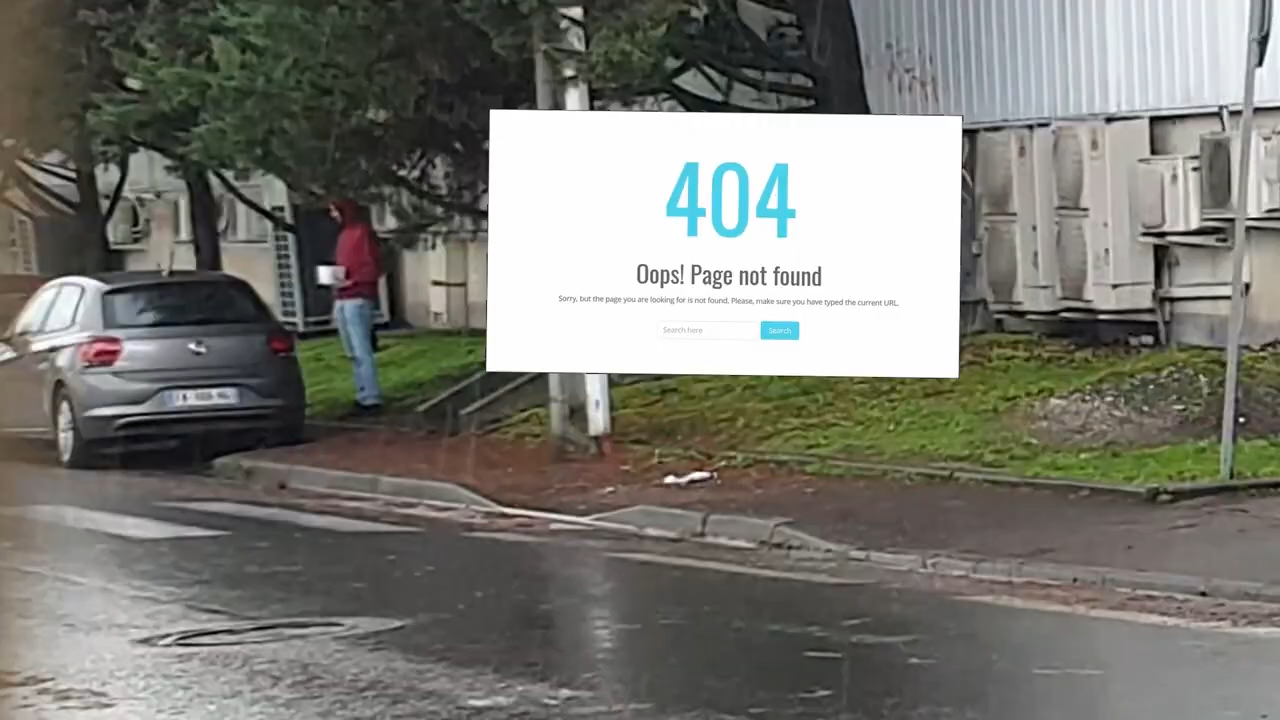 404
Oops! Page not found
Sorry, but the page you are looking for is not found. Please, make sure you have typed the current URL.
Search here
Search